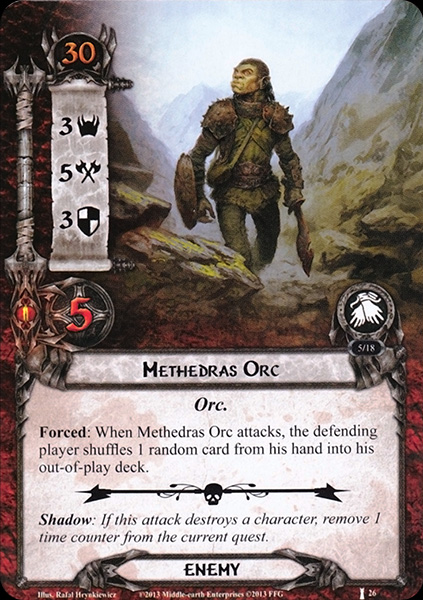 30
3
5
3
5
5/18
Methedras Orc
Orc.
Forced: When Methedras Orc attacks, the defending
player shuffles 1 random card from his hand into his
out-of-play deck.
Shadow: If this attack destroys a character, remove 1
time counter from the current quest.
ENEMY
Illus. Rafał Hrynkiewicz ©2013 Middle-earth Enterprises ©2013 FFG 26